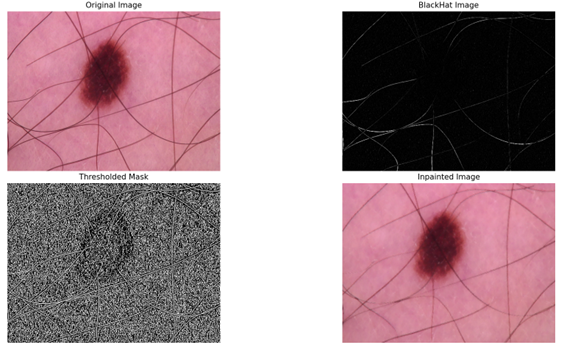 Original Image
BlackHat Image
Thresholded Mask
Inpainted Image